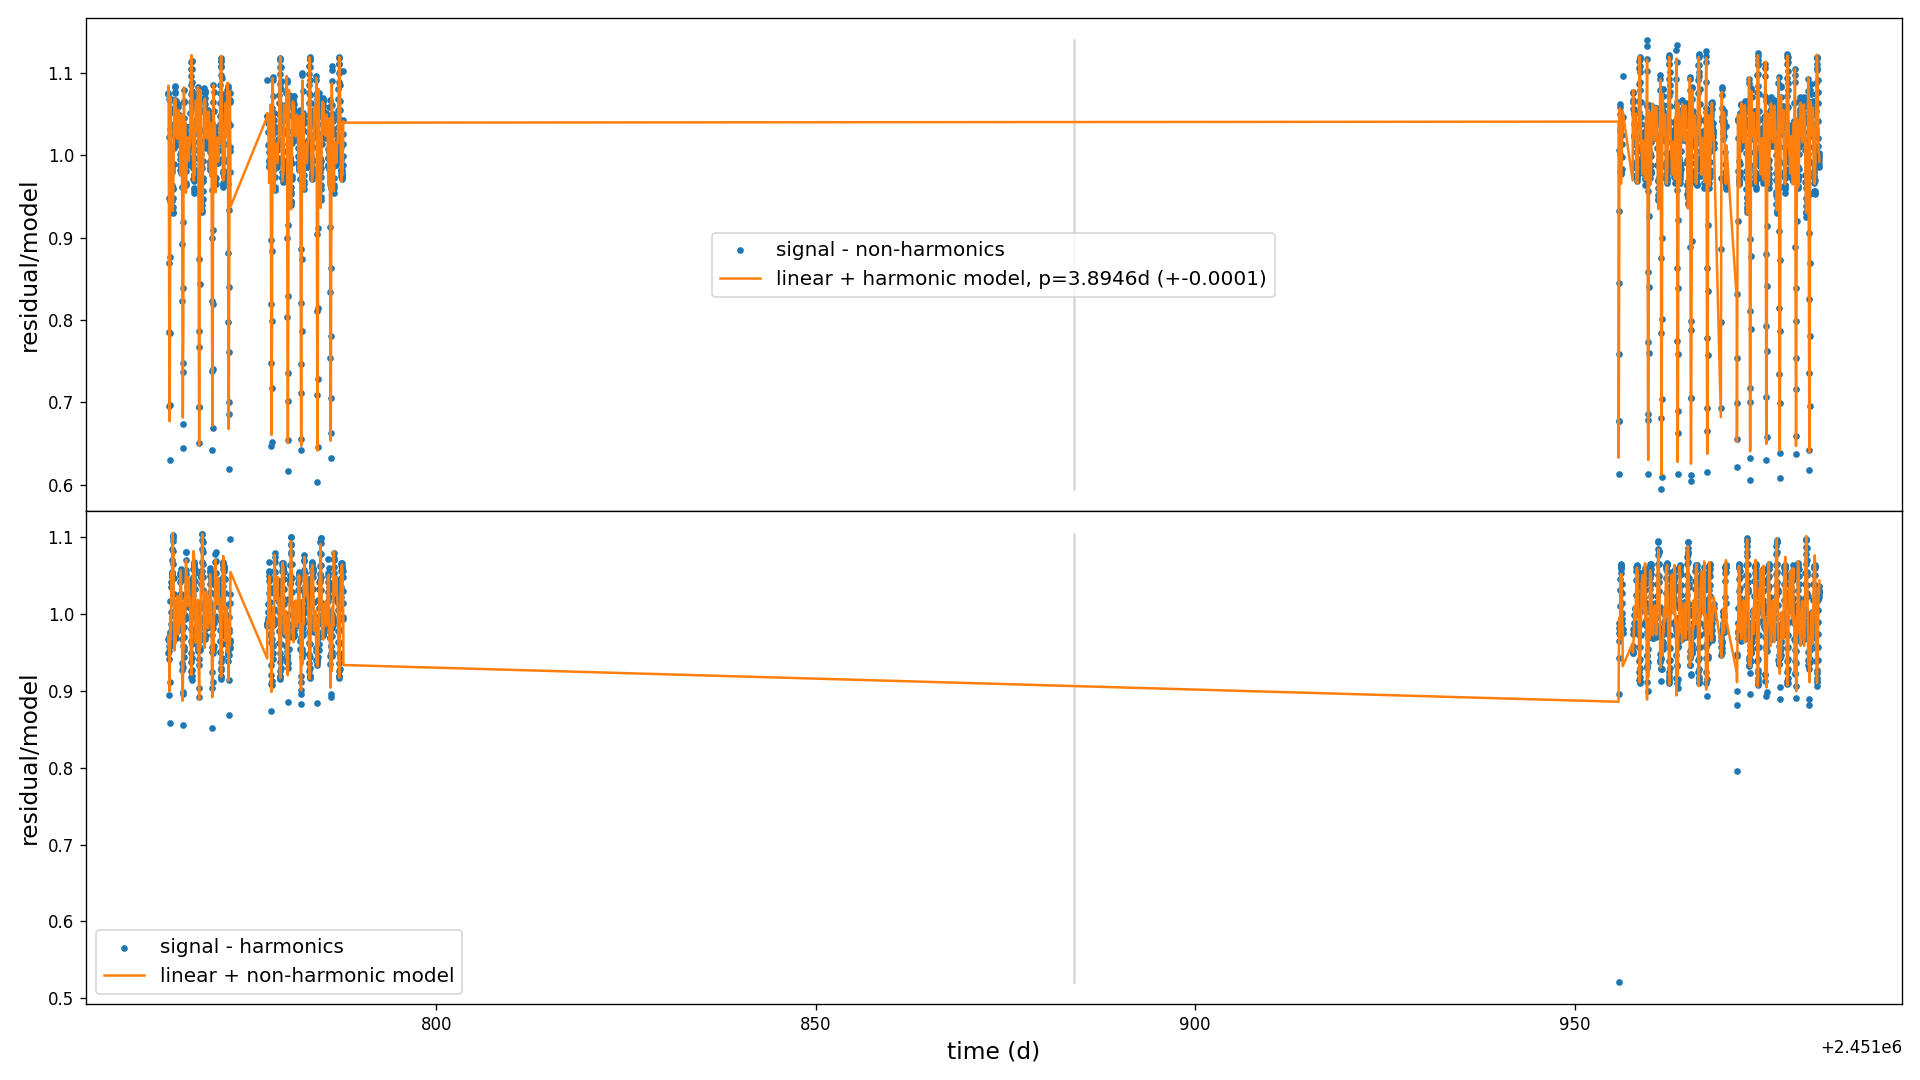 1.1
1.0
0.9
0.8
0.7
0.6
residual/model
signal - non-harmonics
linear + harmonic model, p=3.8946d (+-0.0001)
1.1
1.0
0.9
0.8
0.7
0.6
0.5
residual/model
signal - harmonics
linear + non-harmonic model
800
850
900
950
time (d)
+2.451e6